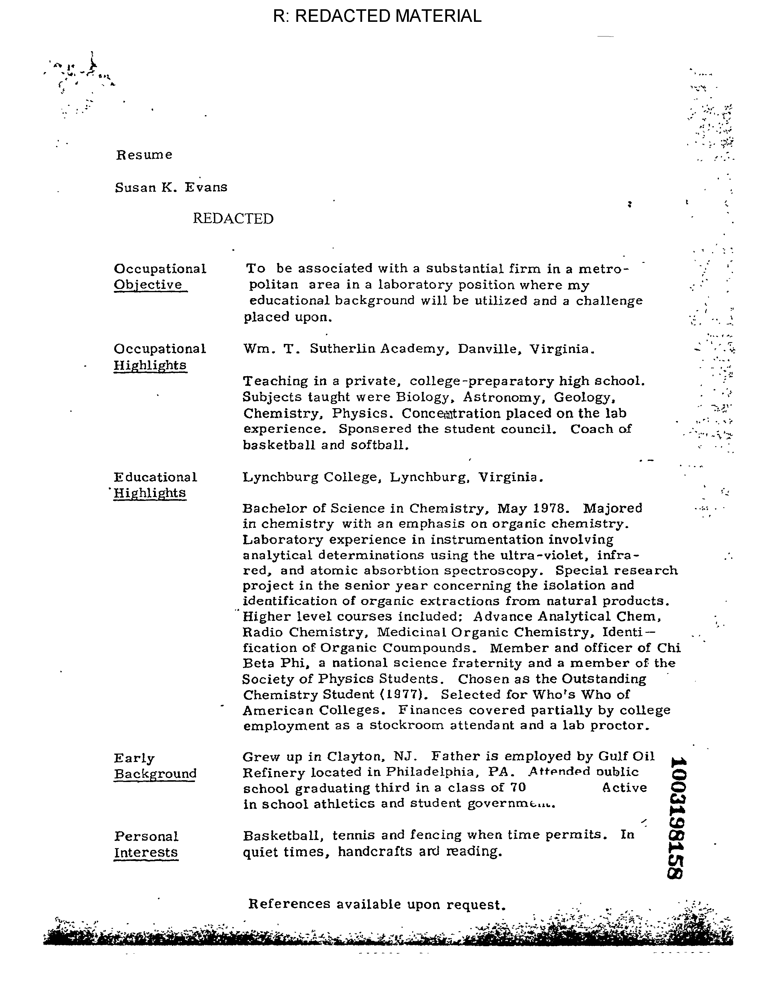 R: REDACTED MATERIAL
Resume
Susan K. Evans
REDACTED
Occupational Objective
To be associated with a substantial firm in a metro-
politan area in a laboratory position where my
educational background will be utilized and a challenge
placed upon.
Occupational Highlights
Wm. T. Sutherlin Academy, Danville, Virginia.
Teaching in a private, college-preparatory high school.
Subjects taught were Biology, Astronomy, Geology,
Chemistry, Physics. Concentration placed on the lab
experience. Sponsered the student council. Coach of
basketball and softball.
Educational Highlights
Lynchburg College, Lynchburg, Virginia.
Bachelor of Science in Chemistry, May 1978. Majored
in chemistry with an emphasis on organic chemistry.
Laboratory experience in instrumentation involving
analytical determinations using the ultra-violet, infra-
red, and atomic absorbtion spectroscopy. Special research
project in the senior year concerning the isolation and
identification of organic extractions from natural products.
Higher level courses included: Advance Analytical Chem,
Radio Chemistry, Medicinal Organic Chemistry, Identi-
fication of Organic Coumpounds. Member and officer of Chi
Beta Phi, a national science fraternity and a member of the
Society of Physics Students. Chosen as the Outstanding
Chemistry Student (1977). Selected for Who's Who of
American Colleges. Finances covered partially by college
employment as a stockroom attendant and a lab proctor.
Early Background
Grew up in Clayton, NJ. Father is employed by Gulf Oil
Refinery located in Philadelphia, PA. Attended public
school graduating third in a class of 70 Active
in school athletics and student government.
Personal Interests
Basketball, tennis and fencing when time permits. In
quiet times, handcrafts and reading.
References available upon request.
1003198158